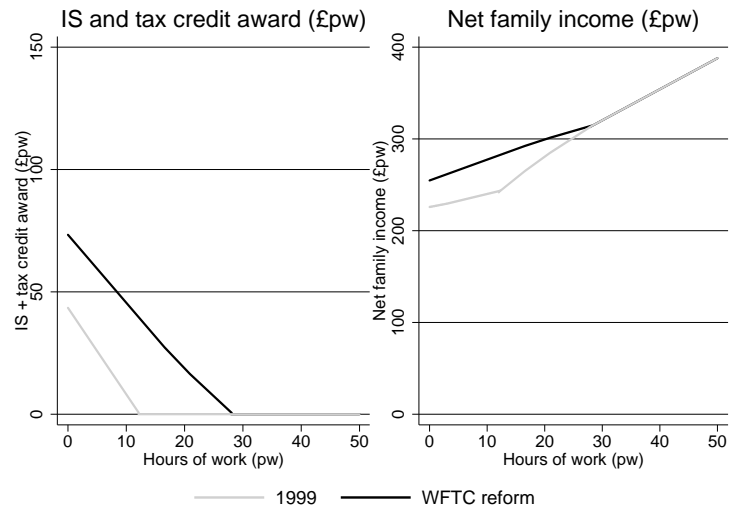 IS and tax credit award (£pw)
IS + tax credit award (£pw)
150
100
50
0
0 10 20 30 40 50
Hours of work (pw)
Net family income (£pw)
Net family income (£pw)
400
300
200
100
0
0 10 20 30 40 50
Hours of work (pw)
1999 WFTC reform